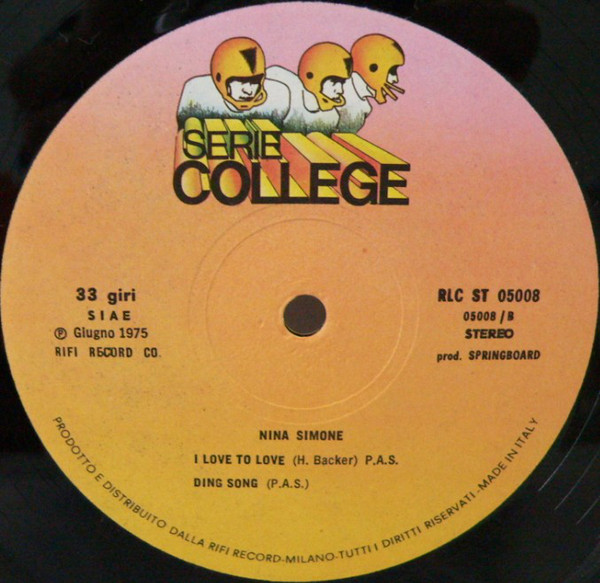 SERIE
COLLEGE
33 giri
SIAE
℗ Giugno 1975
RIFI RECORD CO.
RLC ST 05008
05008/B
STEREO
prod. SPRINGBOARD
NINA SIMONE
I LOVE TO LOVE (H. Backer) P.A.S.
DING SONG (P.A.S.)
PRODOTTO E DISTRIBUITO DALLA RIFI RECORD-MILANO-TUTTI I DIRITTI RISERVATI-MADE IN ITALY